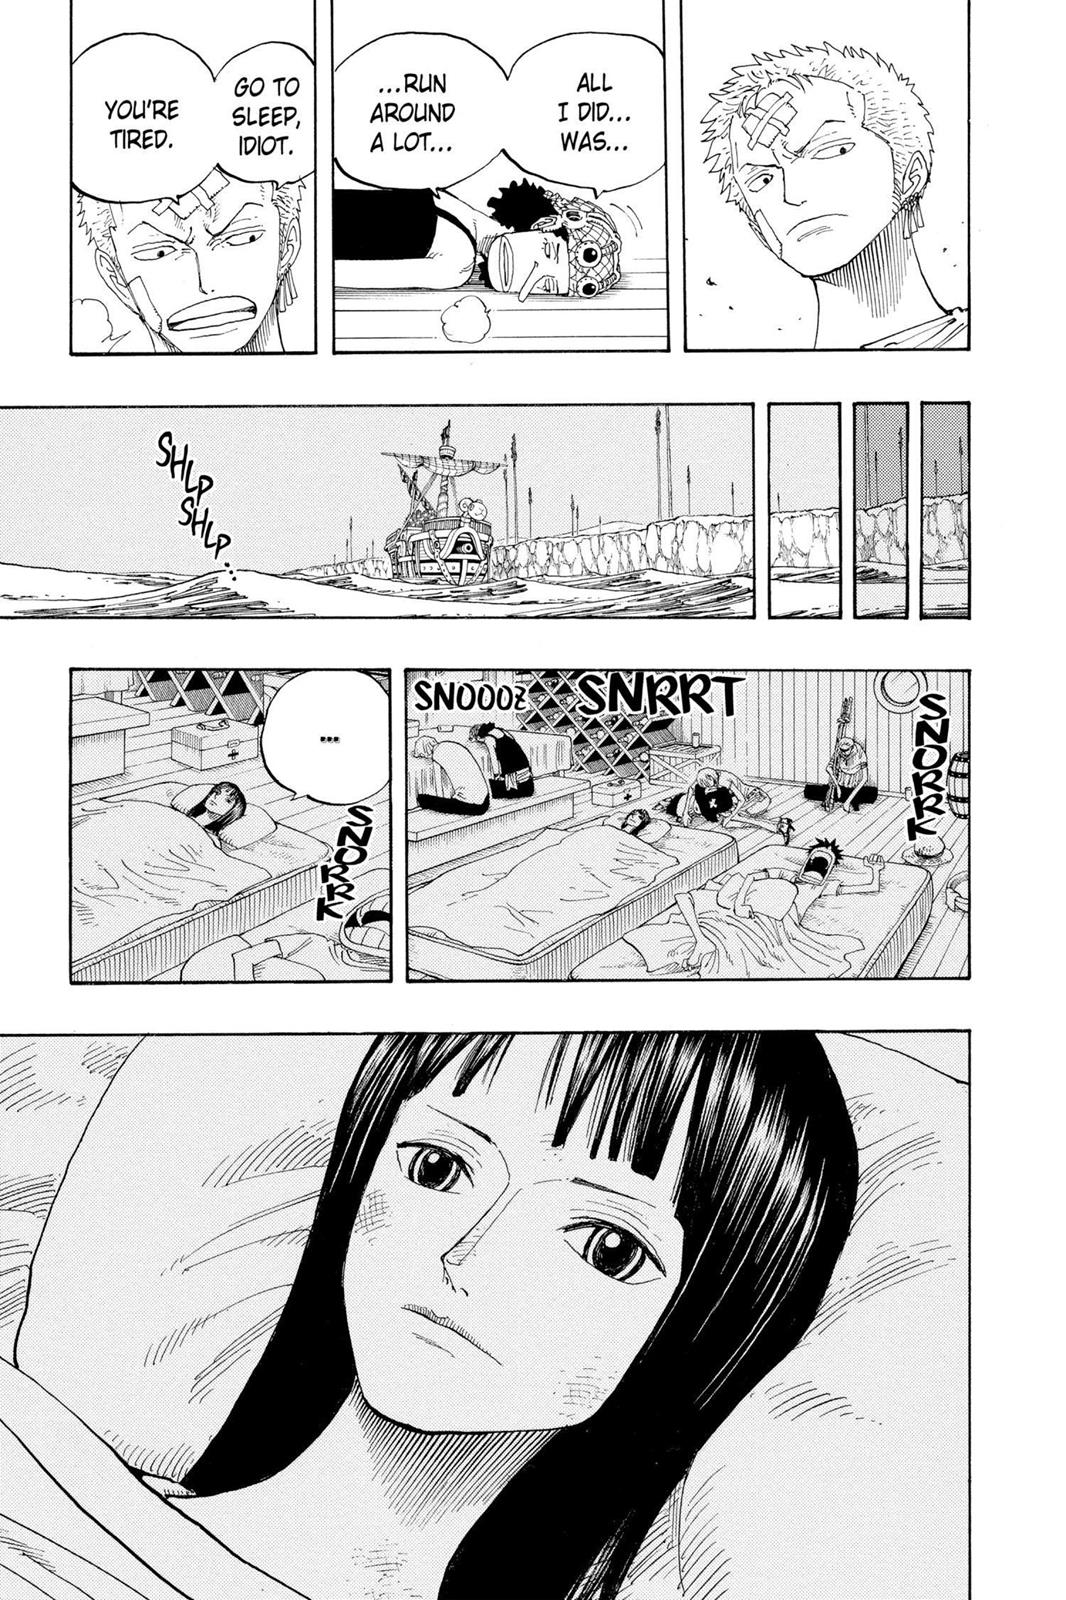 ALL
I DID...
WAS...
...RUN
AROUND
A LOT...
GO TO
SLEEP,
IDIOT.
YOU'RE
TIRED.
SHLP
SHLP...
SNORRK
SNRRT
SNOOOZ
...
SNORRK